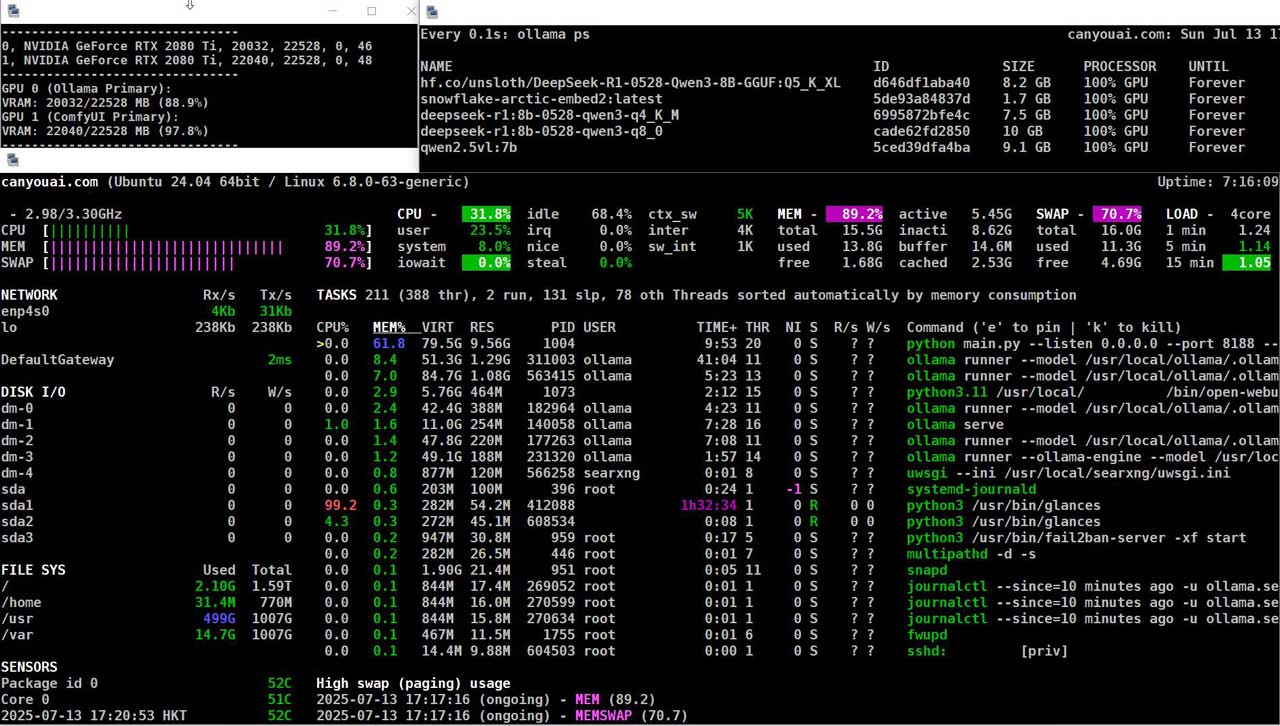 --------------------------------
0, NVIDIA GeForce RTX 2080 Ti, 20032, 22528, 0, 46
1, NVIDIA GeForce RTX 2080 Ti, 22040, 22528, 0, 48
--------------------------------
GPU 0 (Ollama Primary):
VRAM: 20032/22528 MB (88.9%)
GPU 1 (ComfyUI Primary):
VRAM: 22040/22528 MB (97.8%)
--------------------------------
Every 0.1s: ollama ps canyouai.com: Sun Jul 13 1
NAME ID SIZE PROCESSOR UNTIL
hf.co/unsloth/DeepSeek-R1-0528-Qwen3-8B-GGUF:Q5_K_XL d646df1aba40 8.2 GB 100% GPU Forever
snowflake-arctic-embed2:latest 5de93a84837d 1.7 GB 100% GPU Forever
deepseek-r1:8b-0528-qwen3-q4_K_M 6995872bfe4c 7.5 GB 100% GPU Forever
deepseek-r1:8b-0528-qwen3-q8_0 cade62fd2850 10 GB 100% GPU Forever
qwen2.5vl:7b 5ced39dfa4ba 9.1 GB 100% GPU Forever
canyouai.com (Ubuntu 24.04 64bit / Linux 6.8.0-63-generic) Uptime: 7:16:09
- 2.98/3.30GHz CPU - 31.8% idle 68.4% ctx_sw 5K MEM - 89.2% active 5.45G SWAP - 70.7% LOAD - 4core
CPU [|||||||||| 31.8%] user 23.5% irq 0.0% inter 4K total 15.5G inacti 8.62G total 16.0G 1 min 1.24
MEM [||||||||||||||||||||||||||||| 89.2%] system 8.0% nice 0.0% sw_int 1K used 13.8G buffer 14.6M used 11.3G 5 min 1.14
SWAP [||||||||||||||||||||||| 70.7%] iowait 0.0% steal 0.0% free 1.68G cached 2.53G free 4.69G 15 min 1.05
NETWORK Rx/s Tx/s TASKS 211 (388 thr), 2 run, 131 slp, 78 oth Threads sorted automatically by memory consumption
enp4s0 4Kb 31Kb
lo 238Kb 238Kb CPU% MEM% VIRT RES PID USER TIME+ THR NI S R/s W/s Command ('e' to pin | 'k' to kill)
>0.0 61.8 79.5G 9.56G 1004 9:53 20 0 S ? ? python main.py --listen 0.0.0.0 --port 8188 --
DefaultGateway 2ms 0.0 8.4 51.3G 1.29G 311003 ollama 41:04 11 0 S ? ? ollama runner --model /usr/local/ollama/.ollam
0.0 7.0 84.7G 1.08G 563415 ollama 5:23 13 0 S ? ? ollama runner --model /usr/local/ollama/.ollam
DISK I/O R/s W/s 0.0 2.9 5.76G 464M 1073 2:12 15 0 S ? ? python3.11 /usr/local/ /bin/open-webu
dm-0 0 0 0.0 2.4 42.4G 388M 182964 ollama 4:23 11 0 S ? ? ollama runner --model /usr/local/ollama/.ollam
dm-1 0 0 1.0 1.6 11.0G 254M 140058 ollama 7:28 16 0 S ? ? ollama serve
dm-2 0 0 0.0 1.4 47.8G 220M 177263 ollama 7:08 11 0 S ? ? ollama runner --model /usr/local/ollama/.ollam
dm-3 0 0 0.0 1.2 49.1G 188M 231320 ollama 1:57 14 0 S ? ? ollama runner --ollama-engine --model /usr/loc
dm-4 0 0 0.0 0.8 877M 120M 566258 searxng 0:01 8 0 S ? ? uwsgi --ini /usr/local/searxng/uwsgi.ini
sda 0 0 0.0 0.6 203M 100M 396 root 0:24 1 -1 S ? ? systemd-journald
sda1 0 0 99.2 0.3 282M 54.2M 412088 1h32:34 1 0 R 0 0 python3 /usr/bin/glances
sda2 0 0 4.3 0.3 272M 45.1M 608534 0:08 1 0 R 0 0 python3 /usr/bin/glances
sda3 0 0 0.0 0.2 947M 30.8M 959 root 0:17 5 0 S ? ? python3 /usr/bin/fail2ban-server -xf start
0.0 0.2 282M 26.5M 446 root 0:01 7 0 S ? ? multipathd -d -s
FILE SYS Used Total 0.0 0.1 1.90G 21.4M 951 root 0:05 11 0 S ? ? snapd
/ 2.10G 1.59T 0.0 0.1 844M 17.4M 269052 root 0:01 1 0 S ? ? journalctl --since=10 minutes ago -u ollama.se
/home 31.4M 770M 0.0 0.1 844M 16.0M 270599 root 0:01 1 0 S ? ? journalctl --since=10 minutes ago -u ollama.se
/usr 499G 1007G 0.0 0.1 844M 15.8M 270634 root 0:01 1 0 S ? ? journalctl --since=10 minutes ago -u ollama.se
/var 14.7G 1007G 0.0 0.1 467M 11.5M 1755 root 0:01 6 0 S ? ? fwupd
0.0 0.1 14.4M 9.88M 604503 root 0:00 1 0 S ? ? sshd: [priv]
SENSORS
Package id 0 52C High swap (paging) usage
Core 0 51C 2025-07-13 17:17:16 (ongoing) - MEM (89.2)
2025-07-13 17:20:53 HKT 52C 2025-07-13 17:17:16 (ongoing) - MEMSWAP (70.7)